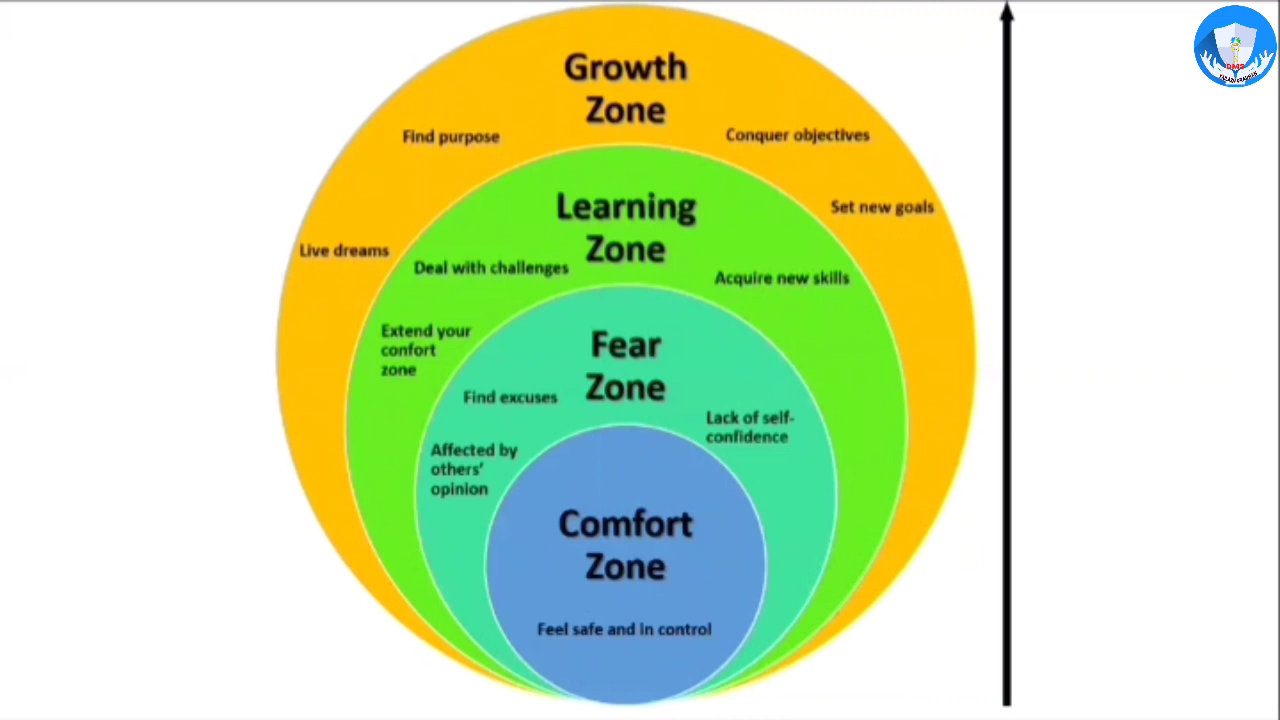 Growth
Zone
Find purpose
Conquer objectives
Set new goals
Live dreams
Learning
Zone
Deal with challenges
Acquire new skills
Extend your
confort
zone
Fear
Zone
Find excuses
Lack of self-
confidence
Affected by
others’
opinion
Comfort
Zone
Feel safe and in control